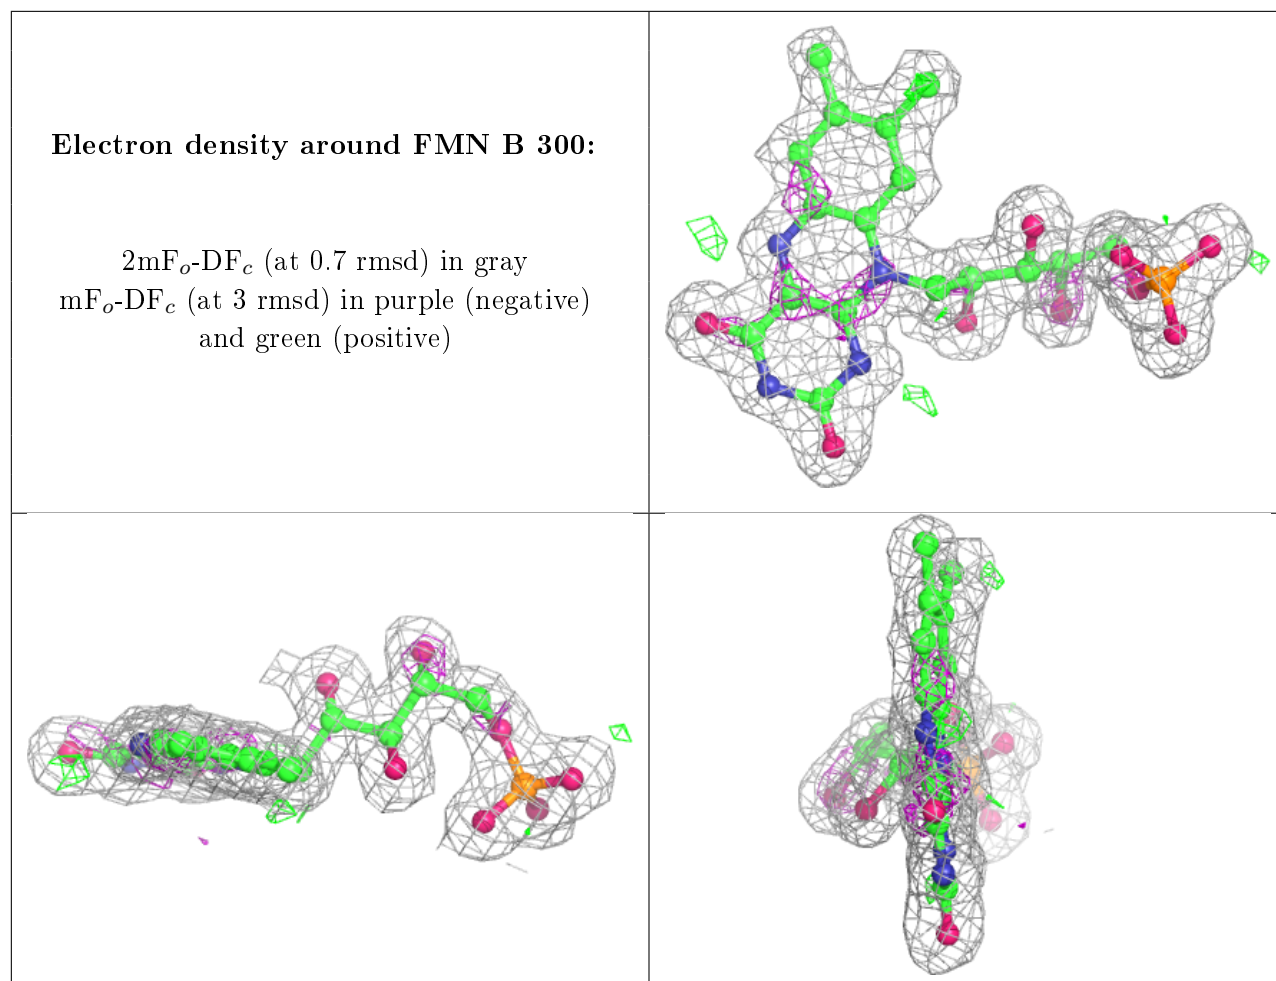 Electron density around FMN B 300:
2mFₒ-DF𝒸 (at 0.7 rmsd) in gray
mFₒ-DF𝒸 (at 3 rmsd) in purple (negative)
and green (positive)